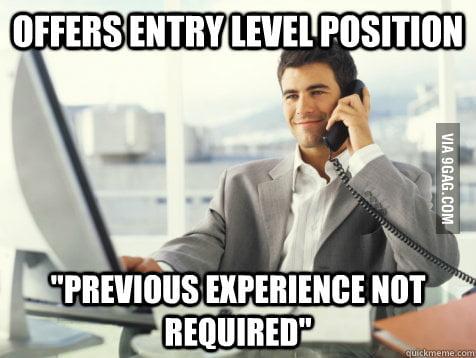 OFFERS ENTRY LEVEL POSITION
VIA 9GAG.COM
"PREVIOUS EXPERIENCE NOT
REQUIRED"
quickmeme.com